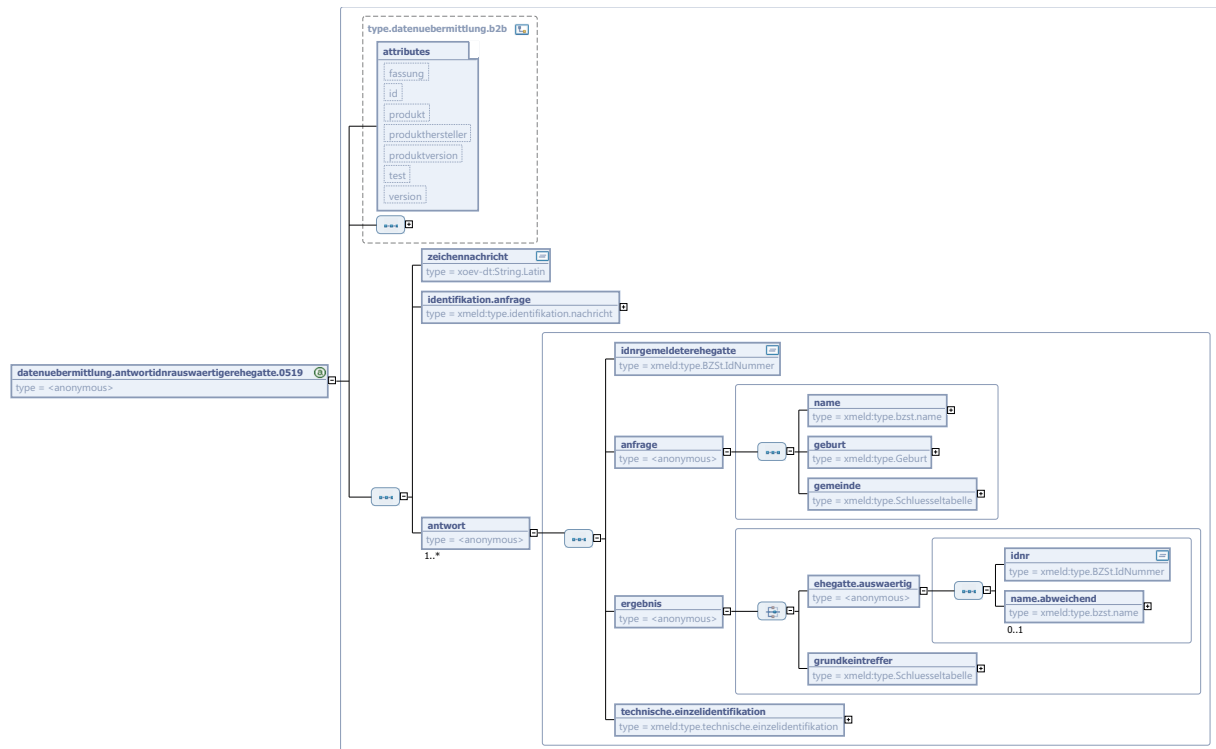 type.datenuebermittlung.b2b
attributes
fassung
id
produkt
produkthersteller
produktversion
test
version
zeichennachricht
type = xoev-dt:String.Latin
identifikation.anfrage
type = xmeld:type.identifikation.nachricht
datenuebermittlung.antwortidnrauswaertigerehegatte.0519
a
type = <anonymous>
antwort
type = <anonymous>
1..*
idnrgemeldeterehegatte
type = xmeld:type.BZSt.IdNummer
anfrage
type = <anonymous>
name
type = xmeld:type.bzst.name
geburt
type = xmeld:type.Geburt
gemeinde
type = xmeld:type.Schluesseltabelle
ergebnis
type = <anonymous>
ehegatte.auswaertig
type = <anonymous>
idnr
type = xmeld:type.BZSt.IdNummer
name.abweichend
type = xmeld:type.bzst.name
0..1
grundkeintreffer
type = xmeld:type.Schluesseltabelle
technische.einzelidentifikation
type = xmeld:type.technische.einzelidentifikation